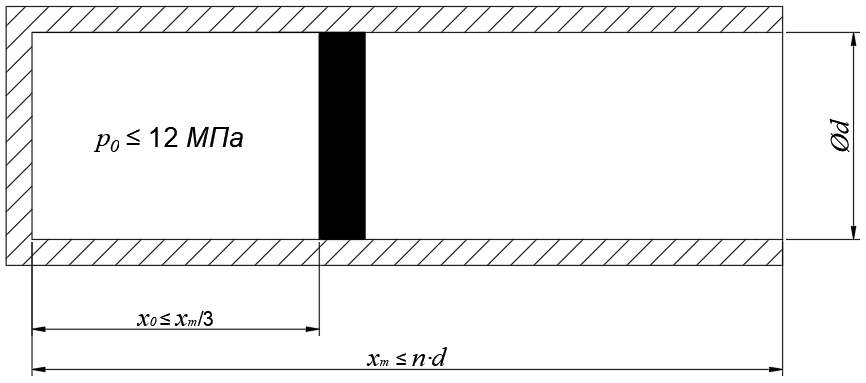 p₀ ≤ 12 МПа
Ød
x₀ ≤ xₘ/3
xₘ ≤ n·d